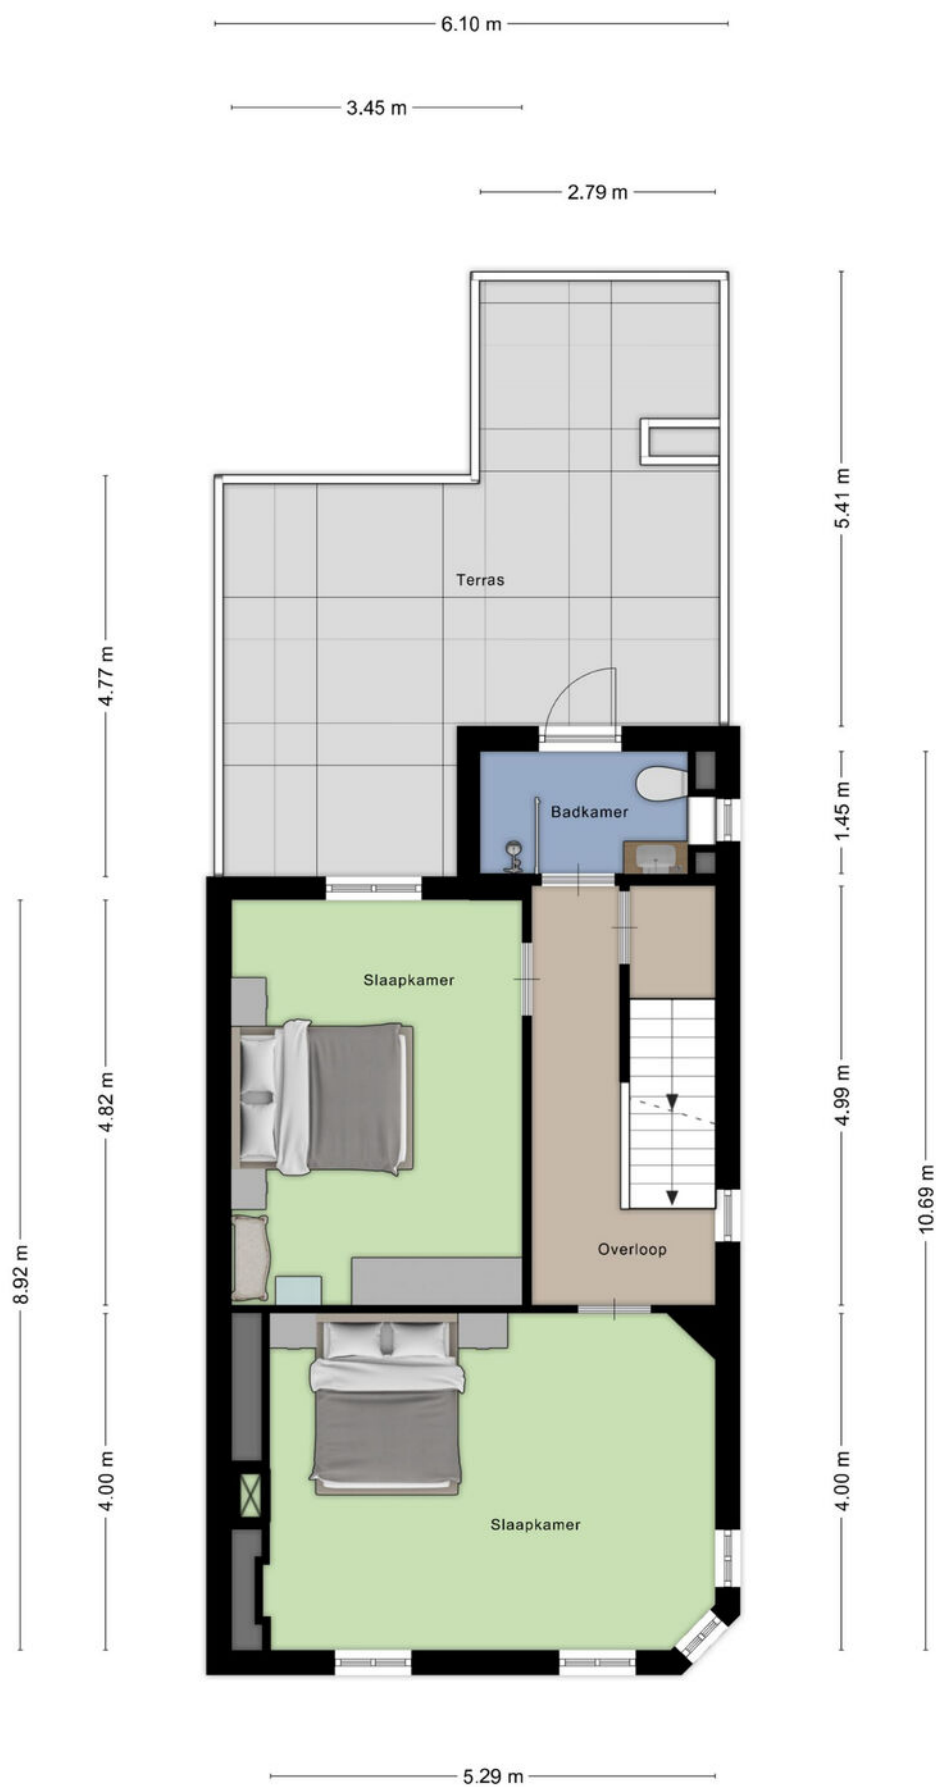 6.10 m
3.45 m
2.79 m
5.41 m
4.77 m
Terras
1.45 m
Badkamer
Slaapkamer
4.82 m
4.99 m
10.69 m
8.92 m
Overloop
4.00 m
4.00 m
Slaapkamer
5.29 m